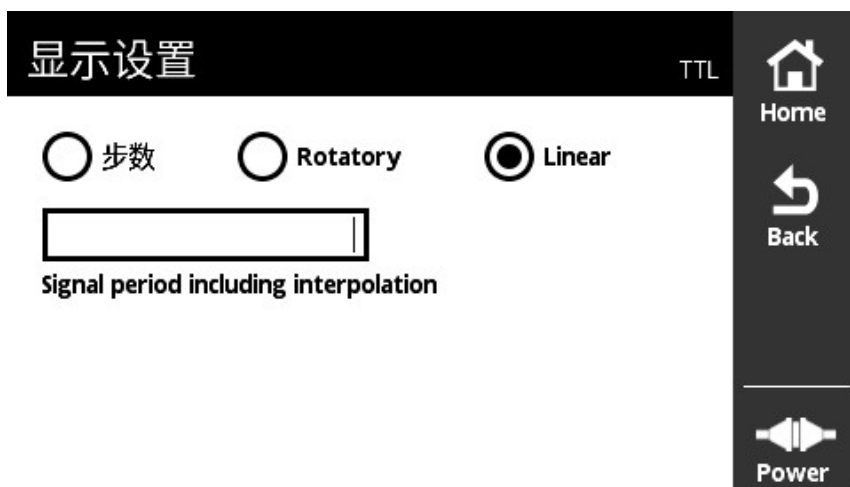 显示设置
TTL
步数
Rotatory
Linear
Signal period including interpolation
Home
Back
Power